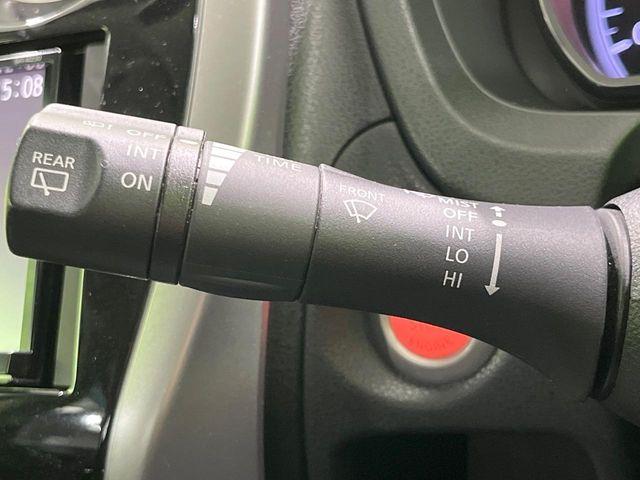 5:08
OFF
INT
ON
REAR
TIME
FRONT
MIST
OFF
INT
LO
HI